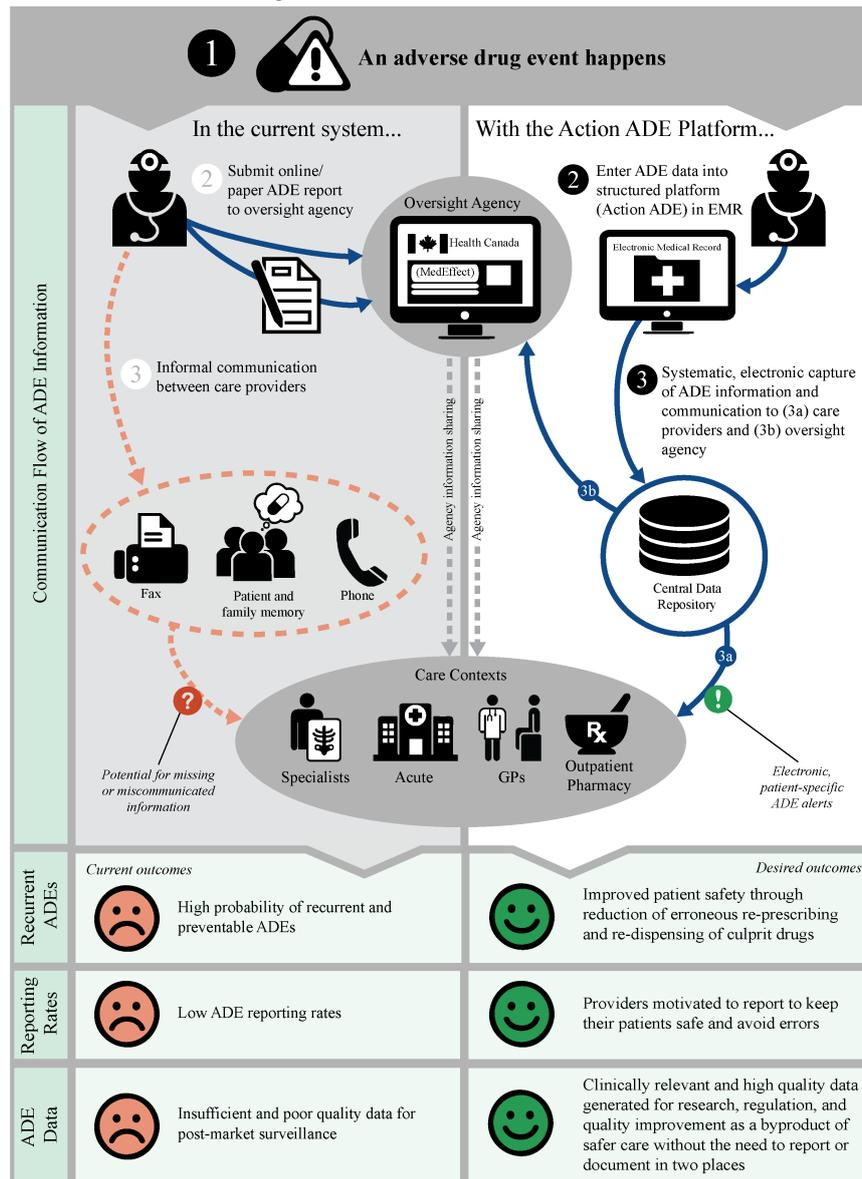 1
An adverse drug event happens
Communication Flow of ADE Information
In the current system...
2
Submit online/
paper ADE report
to oversight agency
Oversight Agency
Health Canada
(MedEffect)
3
Informal communication
between care providers
Agency information sharing
Agency information sharing
Fax
Patient and
family memory
Phone
?
Potential for missing
or miscommunicated
information
With the Action ADE Platform...
2
Enter ADE data into
structured platform
(Action ADE) in EMR
Electronic Medical Record
3
Systematic, electronic capture
of ADE information and
communication to (3a) care
providers and (3b) oversight
agency
3b
Central Data
Repository
3a
!
Electronic,
patient-specific
ADE alerts
Care Contexts
Specialists
Acute
GPs
Rx
Outpatient
Pharmacy
Recurrent
ADEs
Current outcomes
High probability of recurrent and
preventable ADEs
Desired outcomes
Improved patient safety through
reduction of erroneous re-prescribing
and re-dispensing of culprit drugs
Reporting
Rates
Low ADE reporting rates
Providers motivated to report to keep
their patients safe and avoid errors
ADE
Data
Insufficient and poor quality data for
post-market surveillance
Clinically relevant and high quality data
generated for research, regulation, and
quality improvement as a byproduct of
safer care without the need to report or
document in two places